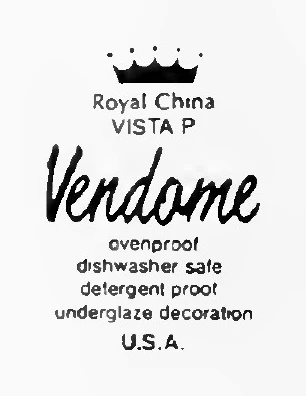 Royal China
VISTA P
Vendome
ovenproof
dishwasher safe
detergent proof
underglaze decoration
U.S.A.